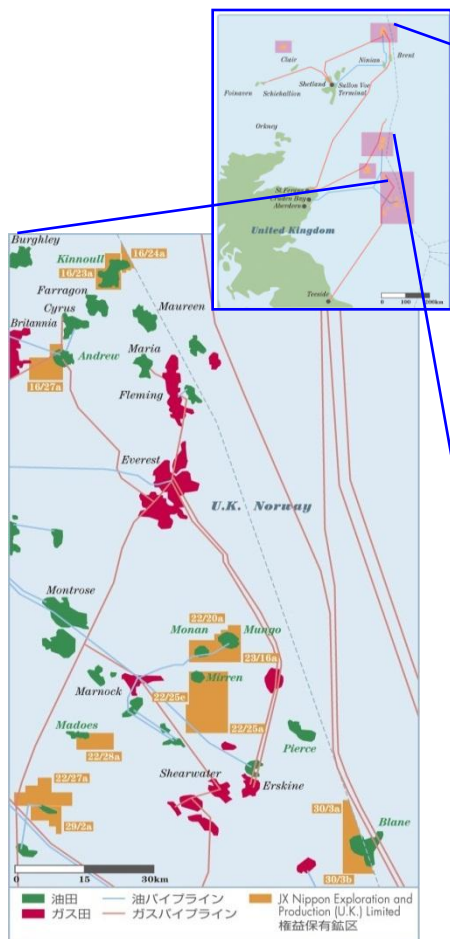 Clair
Ninian
Brent
Foinaven
Schiehallion
Shetland
Sullom Voe
Terminal
Orkney
St Fergus
Cruden Bay
Aberdeen
United Kingdom
Teeside
0 100 200km
Burghley
Kinnoull
16/24a
16/23a
Farragon
Cyrus
Maureen
Britannia
Maria
Andrew
16/27a
Fleming
Everest
U.K. Norway
Montrose
22/20a
Monan
Mungo
23/16a
Mirren
Marnock
22/25e
Madoes
22/25a
22/28a
Pierce
Shearwater
22/27a
Erskine
30/3a
29/2a
Blane
30/3b
0 15 30km
油田
油パイプライン
JX Nippon Exploration and
Production (U.K.) Limited
ガス田
ガスパイプライン
権益保有鉱区